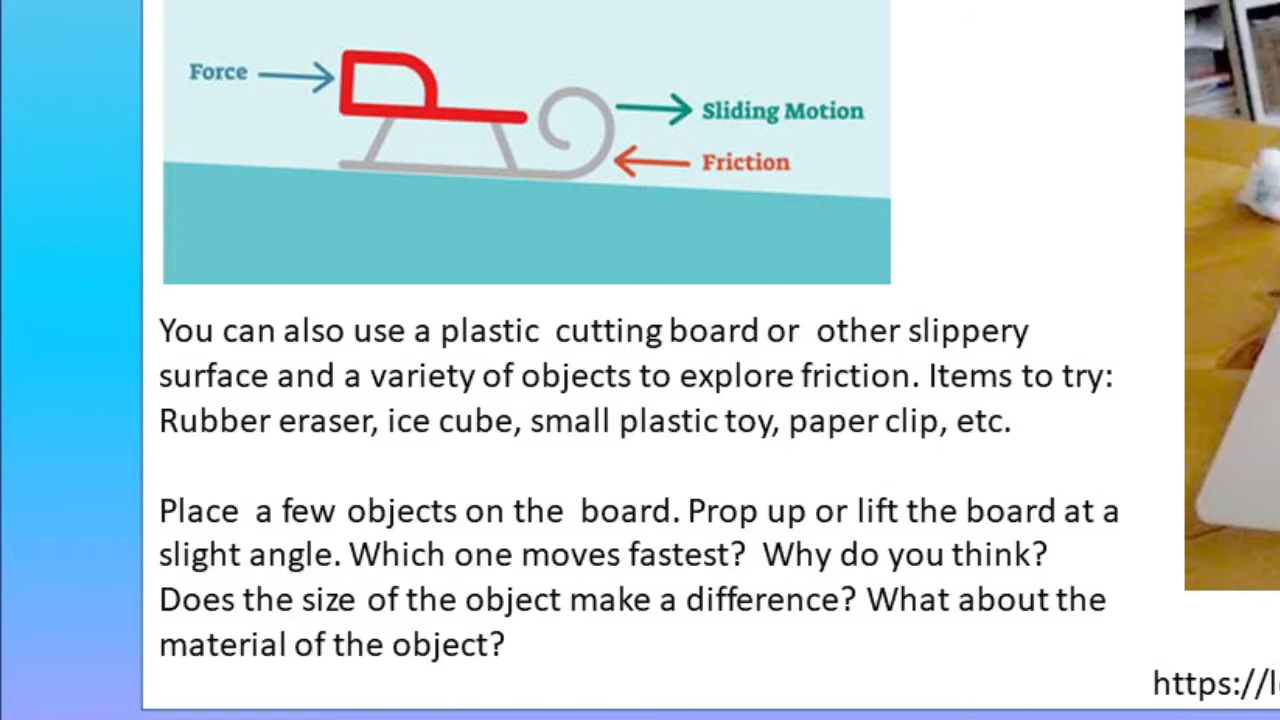 Force
Sliding Motion
Friction
You can also use a plastic cutting board or other slippery
surface and a variety of objects to explore friction. Items to try:
Rubber eraser, ice cube, small plastic toy, paper clip, etc.
Place a few objects on the board. Prop up or lift the board at a
slight angle. Which one moves fastest? Why do you think?
Does the size of the object make a difference? What about the
material of the object?
https://l